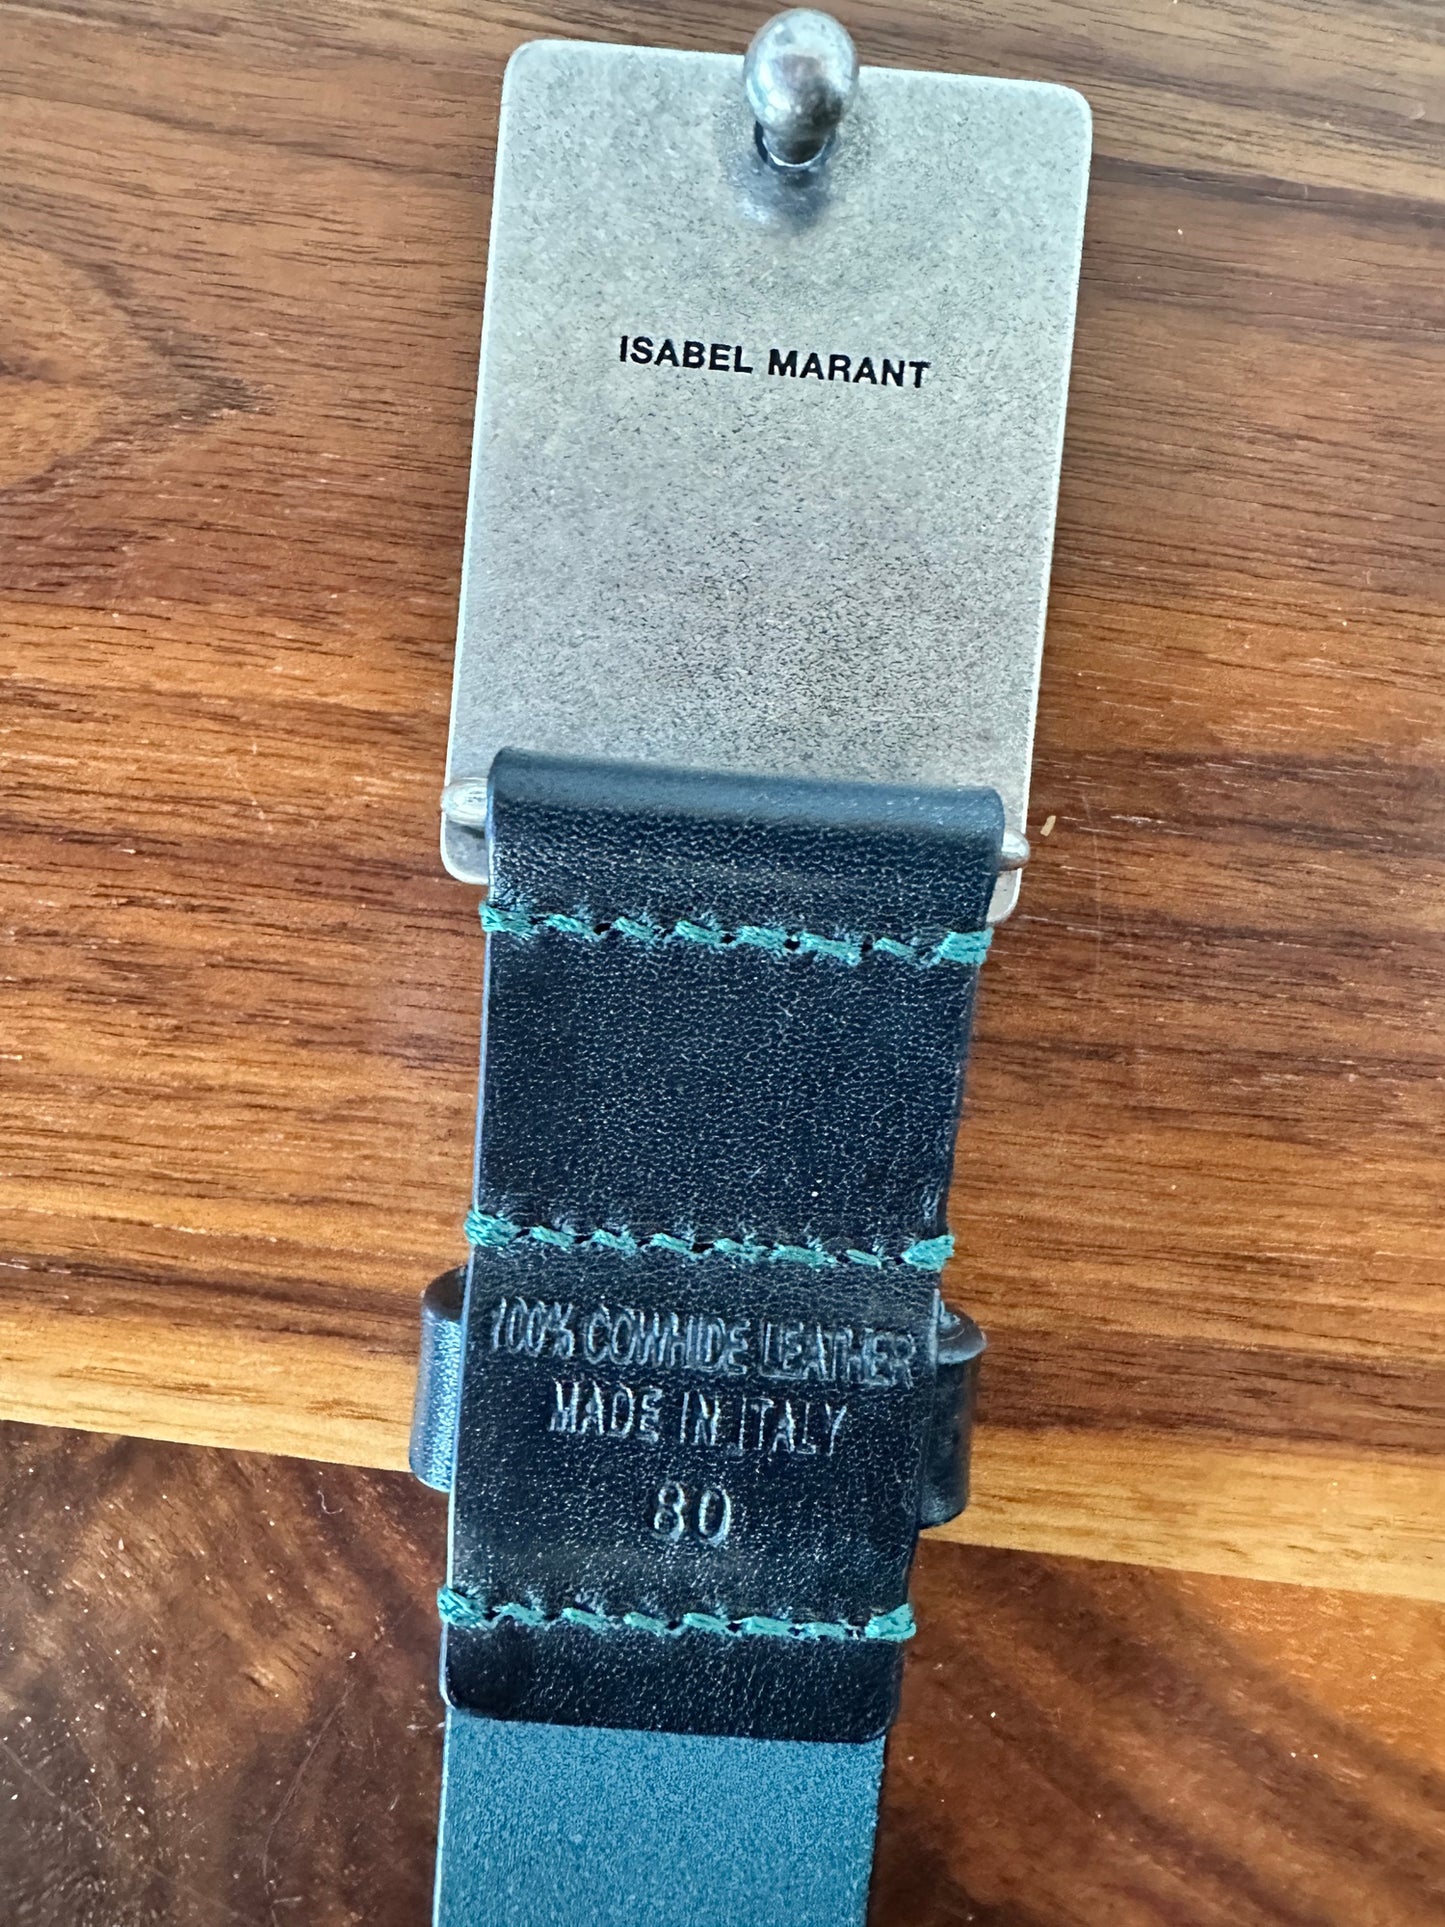 ISABEL MARANT
100% COWHIDE LEATHER
MADE IN ITALY
80